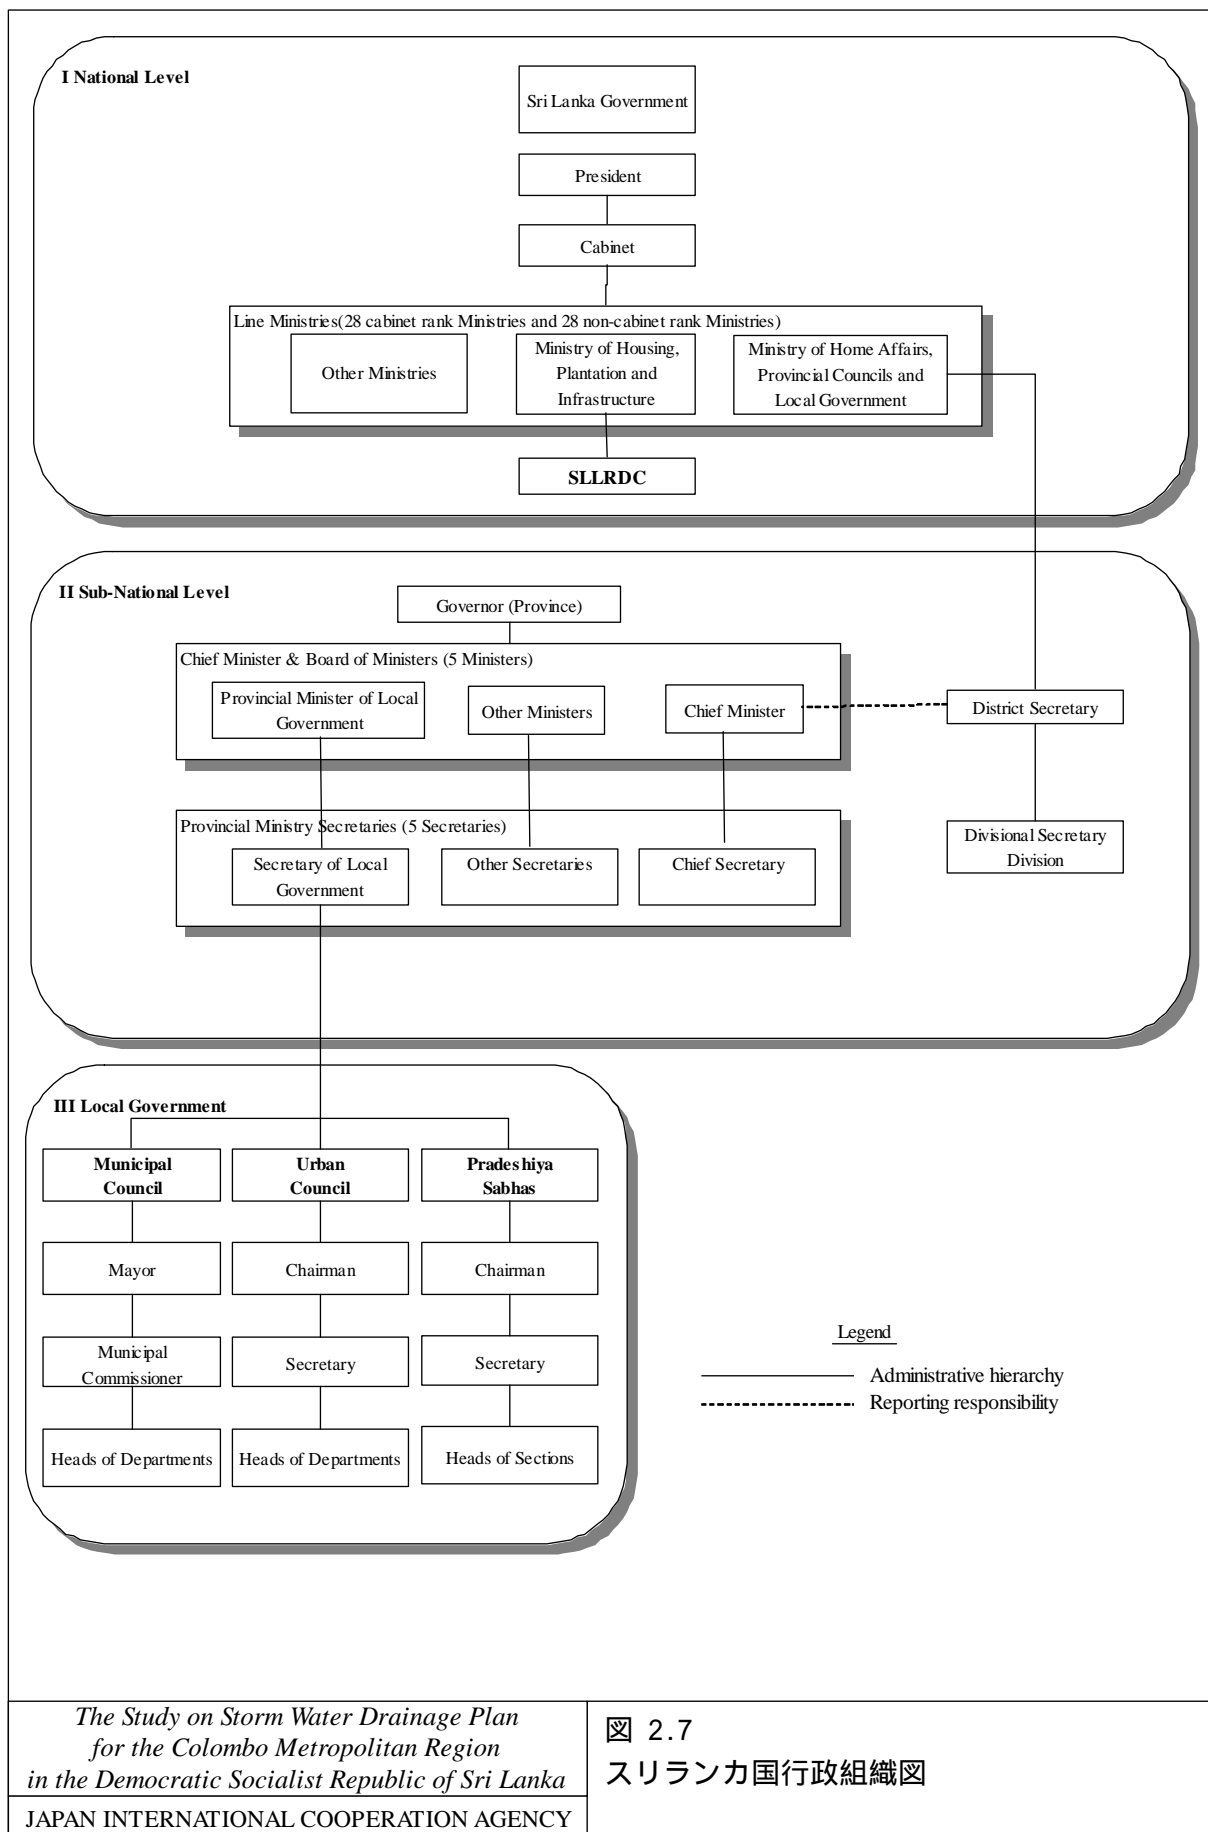 I National Level
Sri Lanka Government
President
Cabinet
Line Ministries(28 cabinet rank Ministries and 28 non-cabinet rank Ministries)
Other Ministries
Ministry of Housing,
Plantation and
Infrastructure
Ministry of Home Affairs,
Provincial Councils and
Local Government
SLLRDC
II Sub-National Level
Governor (Province)
Chief Minister & Board of Ministers (5 Ministers)
Provincial Minister of Local
Government
Other Ministers
Chief Minister
District Secretary
Provincial Ministry Secretaries (5 Secretaries)
Secretary of Local
Government
Other Secretaries
Chief Secretary
Divisional Secretary
Division
III Local Government
Municipal
Council
Urban
Council
Pradeshiya
Sabhas
Mayor
Chairman
Chairman
Municipal
Commissioner
Secretary
Secretary
Heads of Departments
Heads of Departments
Heads of Sections
Legend
Administrative hierarchy
Reporting responsibility
The Study on Storm Water Drainage Plan
for the Colombo Metropolitan Region
in the Democratic Socialist Republic of Sri Lanka
JAPAN INTERNATIONAL COOPERATION AGENCY
図 2.7
スリランカ国行政組織図